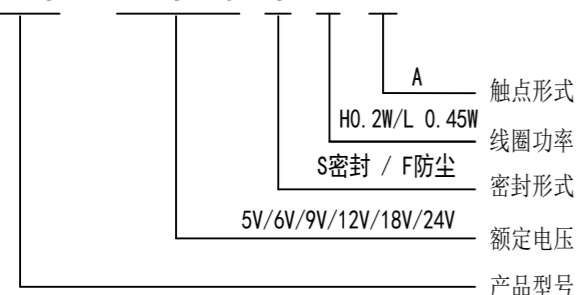 A
触点形式
H0.2W/L 0.45W
线圈功率
S密封 / F防尘
密封形式
5V/6V/9V/12V/18V/24V
额定电压
产品型号